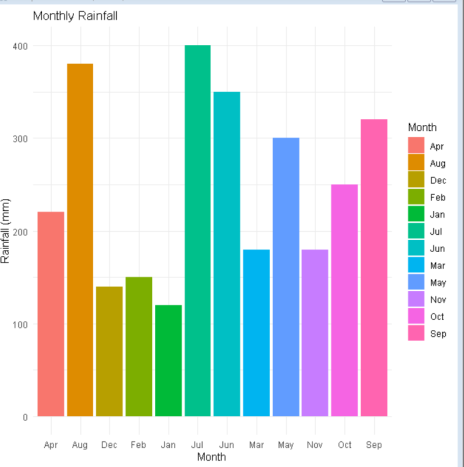 Monthly Rainfall
400
300
200
100
0
Rainfall (mm)
Apr Aug Dec Feb Jan Jul Jun Mar May Nov Oct Sep
Month
Month
Apr
Aug
Dec
Feb
Jan
Jul
Jun
Mar
May
Nov
Oct
Sep